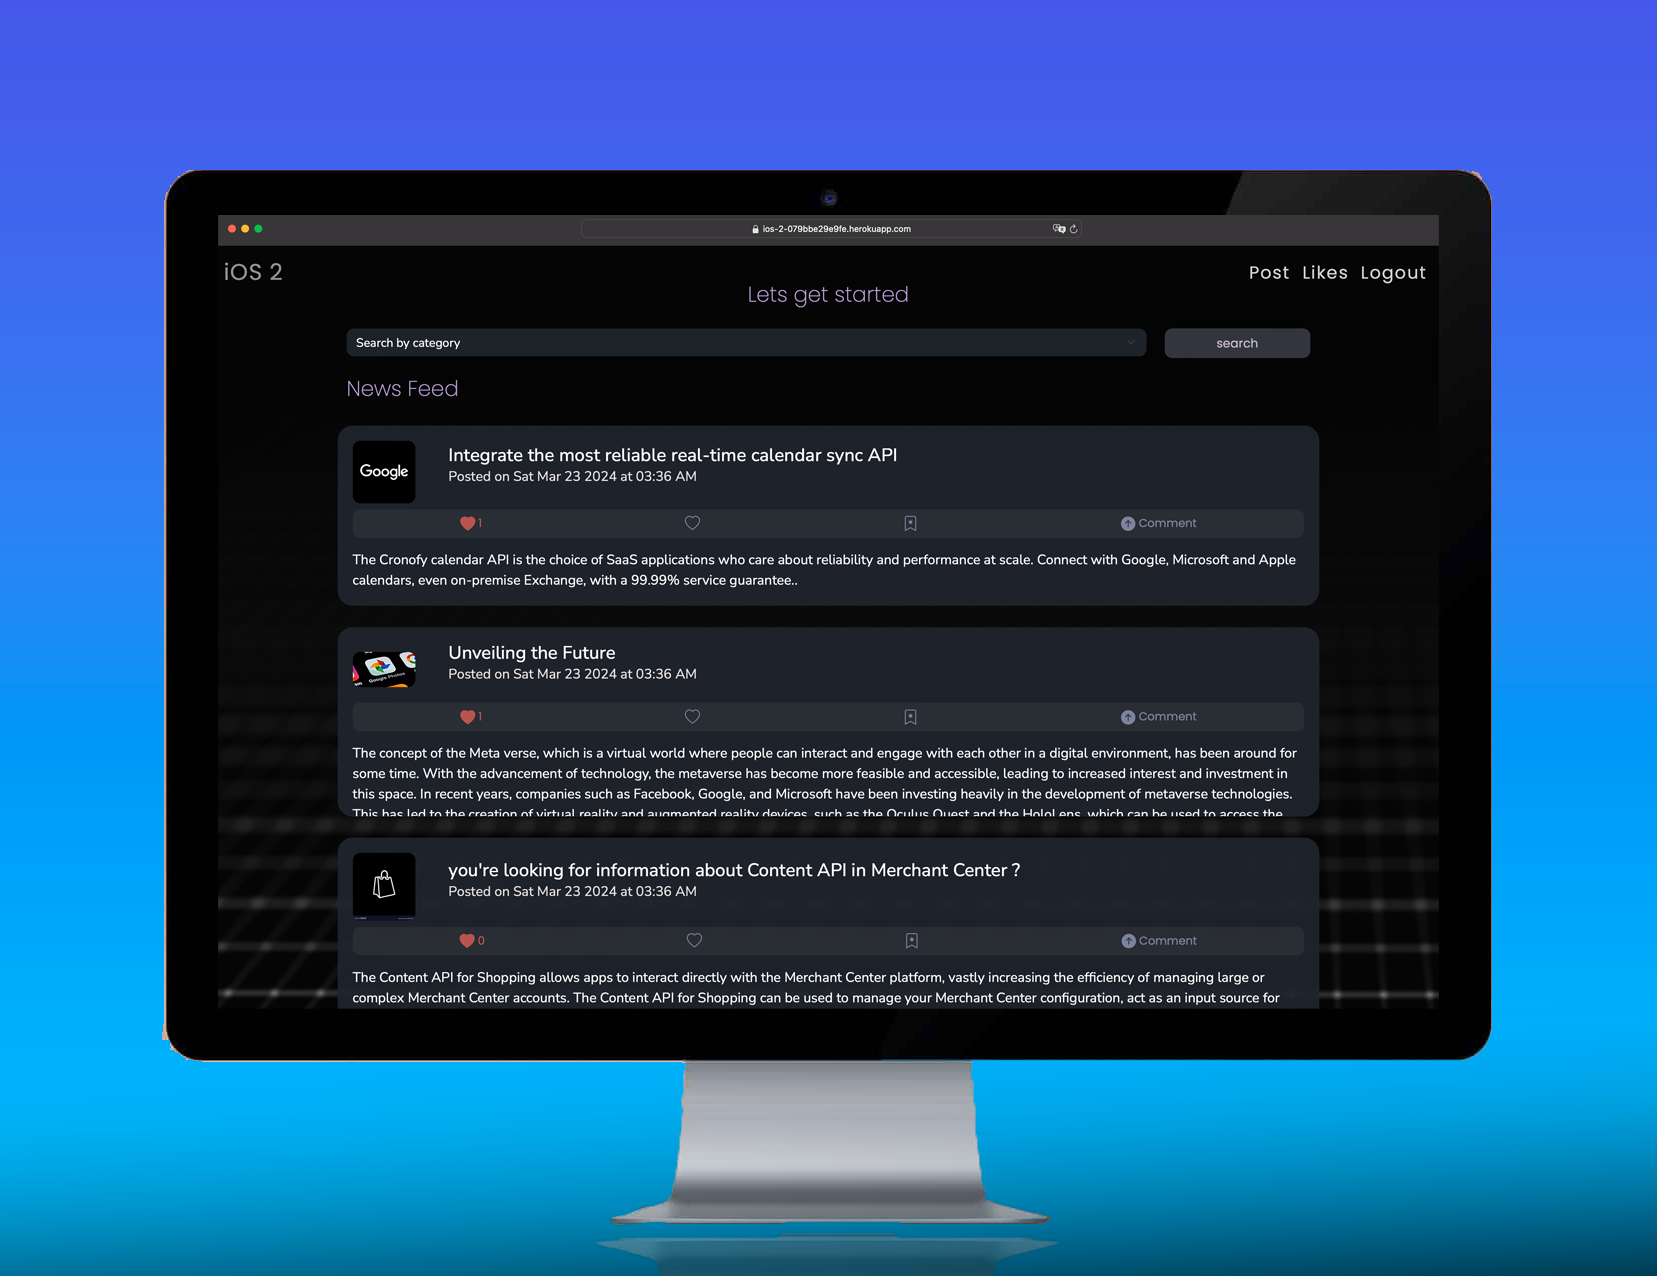 ios-2-079bbe29e9fe.herokuapp.com
iOS 2
Post Likes Logout
Lets get started
Search by category
search
News Feed
Google
Integrate the most reliable real-time calendar sync API
Posted on Sat Mar 23 2024 at 03:36 AM
1
Comment
The Cronofy calendar API is the choice of SaaS applications who care about reliability and performance at scale. Connect with Google, Microsoft and Apple
calendars, even on-premise Exchange, with a 99.99% service guarantee..
Unveiling the Future
Posted on Sat Mar 23 2024 at 03:36 AM
Google Photos
1
Comment
The concept of the Meta verse, which is a virtual world where people can interact and engage with each other in a digital environment, has been around for
some time. With the advancement of technology, the metaverse has become more feasible and accessible, leading to increased interest and investment in
this space. In recent years, companies such as Facebook, Google, and Microsoft have been investing heavily in the development of metaverse technologies.
This has led to the creation of virtual reality and augmented reality devices, such as the Oculus Quest and the HoloLens, which can be used to access the
you're looking for information about Content API in Merchant Center ?
Posted on Sat Mar 23 2024 at 03:36 AM
0
Comment
The Content API for Shopping allows apps to interact directly with the Merchant Center platform, vastly increasing the efficiency of managing large or
complex Merchant Center accounts. The Content API for Shopping can be used to manage your Merchant Center configuration, act as an input source for